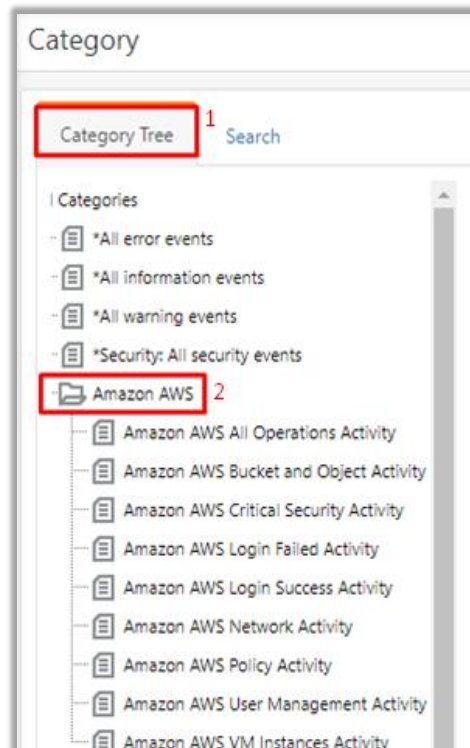 Category
Category Tree 1 Search
Categories
*All error events
*All information events
*All warning events
*Security: All security events
Amazon AWS 2
Amazon AWS All Operations Activity
Amazon AWS Bucket and Object Activity
Amazon AWS Critical Security Activity
Amazon AWS Login Failed Activity
Amazon AWS Login Success Activity
Amazon AWS Network Activity
Amazon AWS Policy Activity
Amazon AWS User Management Activity
Amazon AWS VM Instances Activity